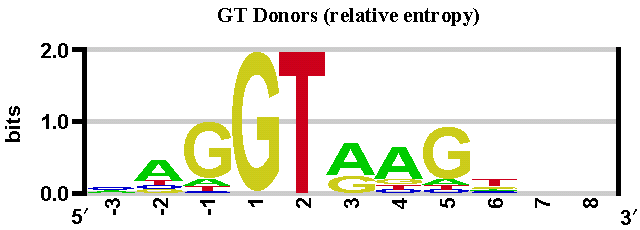 GT Donors (relative entropy)
2.0
bits
1.0
0.0
A G G T A A G T
G
5′ -3 -2 -1 1 2 3 4 5 6 7 8 3′